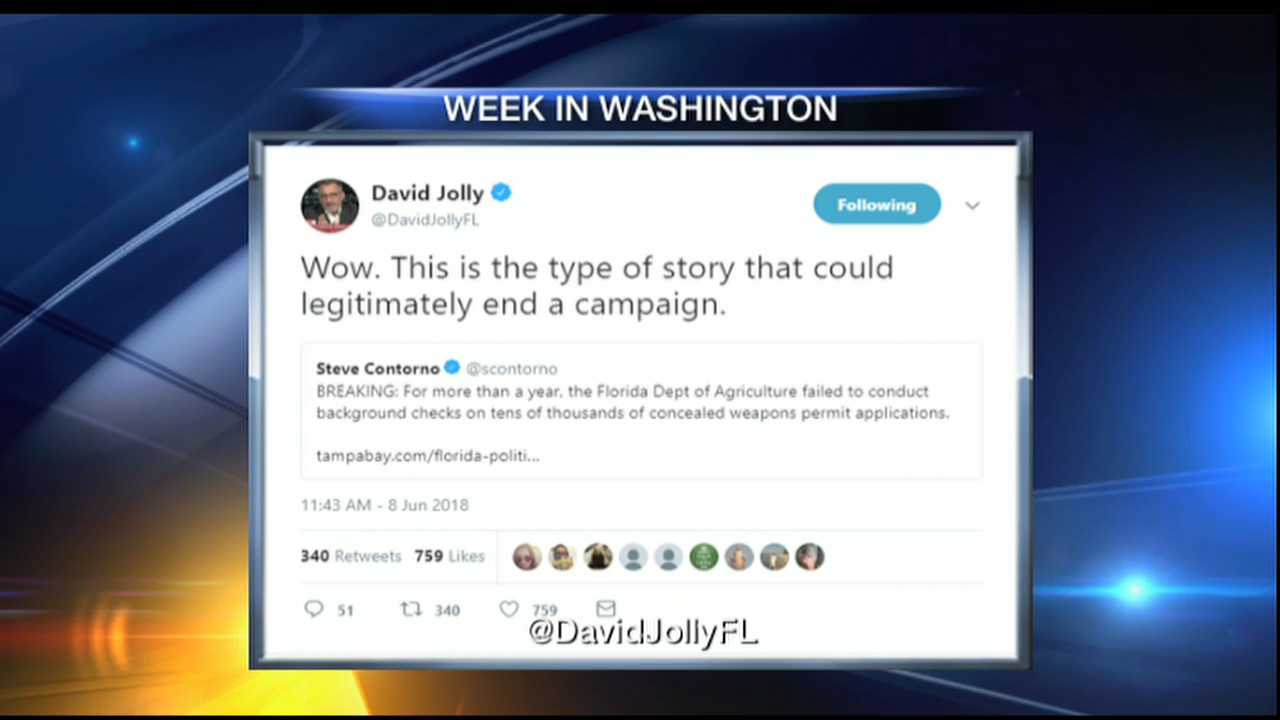 WEEK IN WASHINGTON
David Jolly
@DavidJollyFL
Following
Wow. This is the type of story that could
legitimately end a campaign.
Steve Contorno @scontorno
BREAKING: For more than a year, the Florida Dept of Agriculture failed to conduct
background checks on tens of thousands of concealed weapons permit applications.
tampabay.com/florida-politi...
11:43 AM - 8 Jun 2018
340 Retweets 759 Likes
51 340 759
@DavidJollyFL